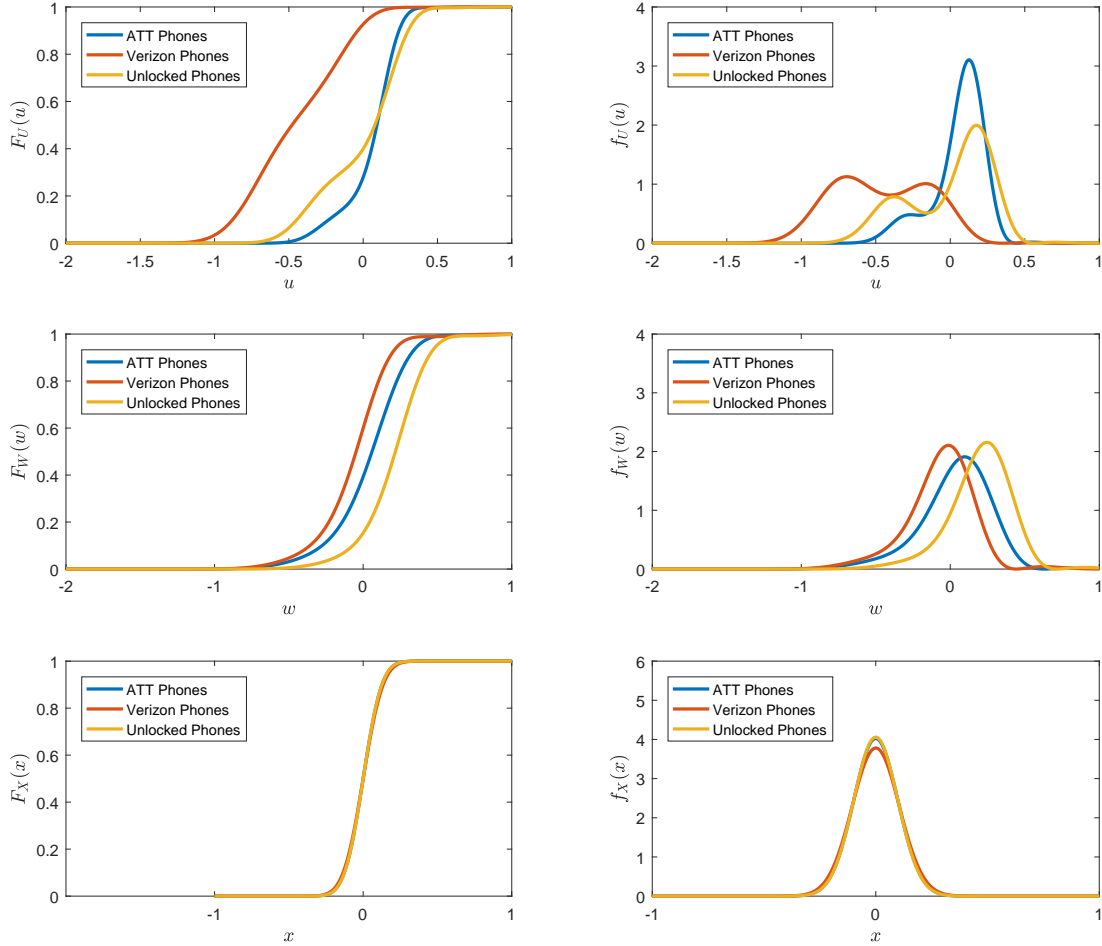 1
0.8
0.6
0.4
0.2
0
F_U(u)
ATT Phones
Verizon Phones
Unlocked Phones
-2 -1.5 -1 -0.5 0 0.5 1
u
4
3
2
1
0
f_U(u)
ATT Phones
Verizon Phones
Unlocked Phones
-2 -1.5 -1 -0.5 0 0.5 1
u
1
0.8
0.6
0.4
0.2
0
F_W(w)
ATT Phones
Verizon Phones
Unlocked Phones
-2 -1 0 1
w
4
3
2
1
0
f_W(w)
ATT Phones
Verizon Phones
Unlocked Phones
-2 -1 0 1
w
1
0.8
0.6
0.4
0.2
0
F_X(x)
ATT Phones
Verizon Phones
Unlocked Phones
-1 0 1
x
6
5
4
3
2
1
0
f_X(x)
ATT Phones
Verizon Phones
Unlocked Phones
-1 0 1
x